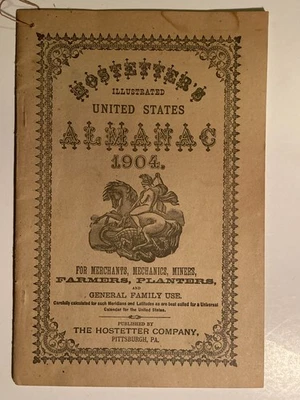 HOSTETTER'S
ILLUSTRATED
UNITED STATES
ALMANAC
1904.
FOR MERCHANTS, MECHANICS, MINERS,
FARMERS, PLANTERS,
AND
GENERAL FAMILY USE.
Carefully calculated for such Meridians and Latitudes as are best suited for a Universal
Calendar for the United States.
PUBLISHED BY
THE HOSTETTER COMPANY,
PITTSBURGH, PA.